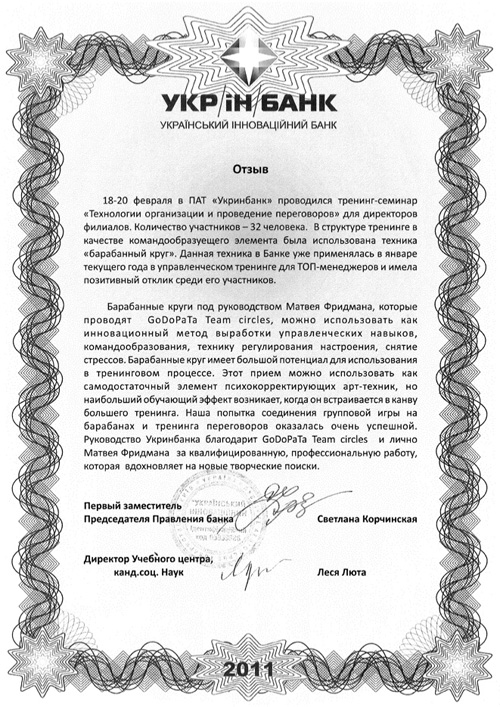 УКРІНБАНК
УКРАЇНСЬКИЙ ІННОВАЦІЙНИЙ БАНК
Отзыв
18-20 февраля в ПАТ «Укринбанк» проводился тренинг-семинар
«Технологии организации и проведение переговоров» для директоров
филиалов. Количество участников – 32 человека. В структуре тренинге в
качестве командообразуещего элемента была использована техника
«барабанный круг». Данная техника в Банке уже применялась в январе
текущего года в управленческом тренинге для ТОП-менеджеров и имела
позитивный отклик среди его участников.
Барабанные круги под руководством Матвея Фридмана, которые
проводят GoDoPaTa Team circles, можно использовать как
инновационный метод выработки управленческих навыков,
командообразования, технику регулирования настроения, снятие
стрессов. Барабанные круг имеет большой потенциал для использования
в тренинговом процессе. Этот прием можно использовать как
самодостаточный элемент психокорректирующих арт-техник, но
наибольший обучающий эффект возникает, когда он встраивается в канву
большего тренинга. Наша попытка соединения групповой игры на
барабанах и тренинга переговоров оказалась очень успешной.
Руководство Укринбанка благодарит GoDoPaTa Team circles и лично
Матвея Фридмана за квалифицированную, профессиональную работу,
которая вдохновляет на новые творческие поиски.
Первый заместитель
Председателя Правления банка Светлана Корчинская
Директор Учебного центра,
канд.соц. Наук Леся Люта
2011